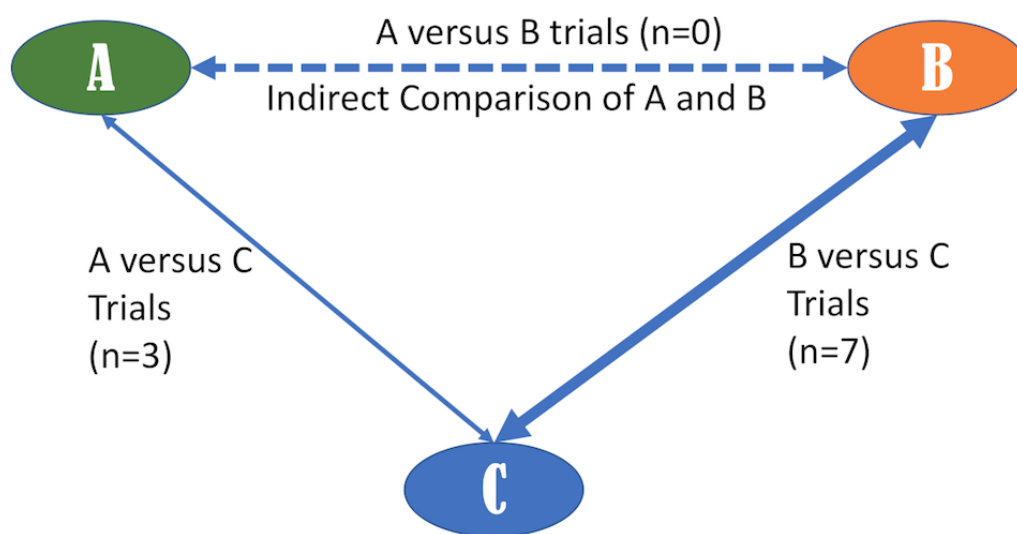 A versus B trials (n=0)
A
B
Indirect Comparison of A and B
A versus C
Trials
(n=3)
B versus C
Trials
(n=7)
C